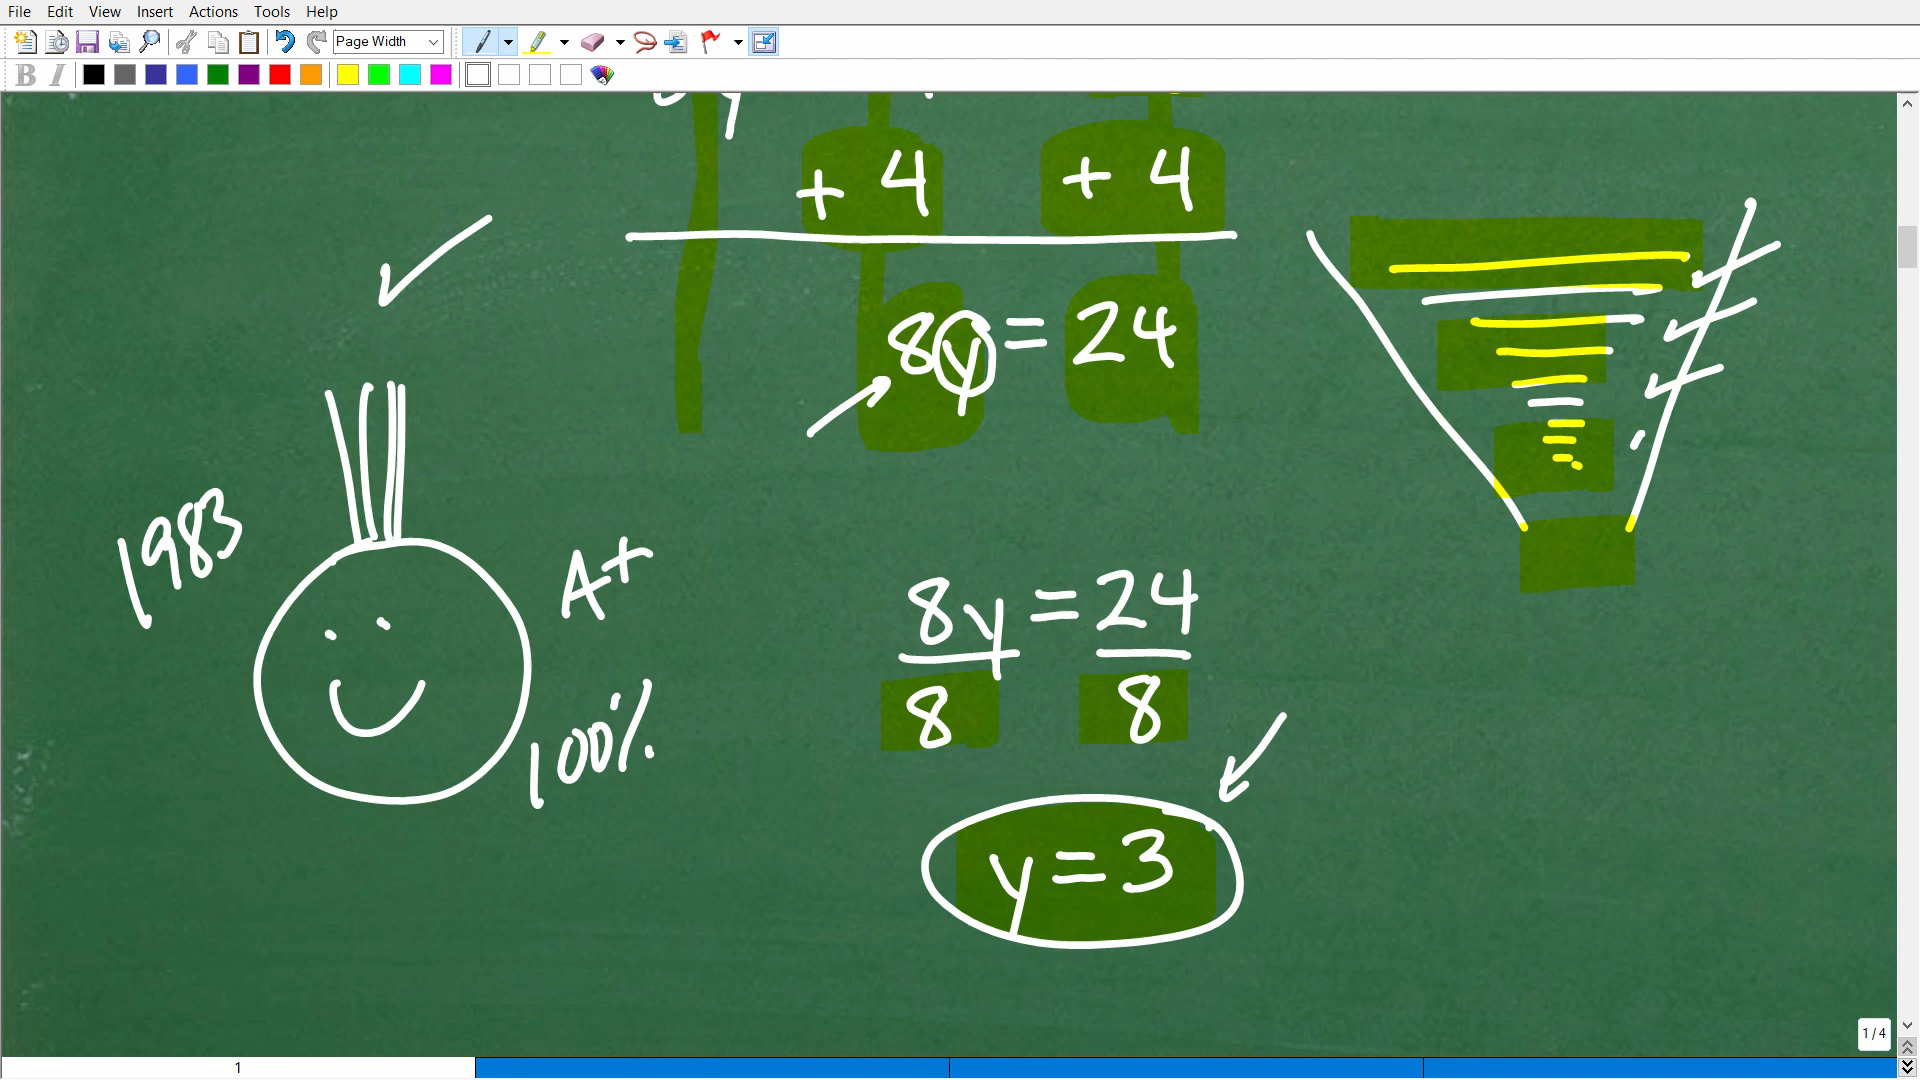 File Edit View Insert Actions Tools Help
Page Width
B I
+ 4 + 4
8y = 24
1983
A+
100%
8y = 24
8 8
y = 3
1 / 4
1